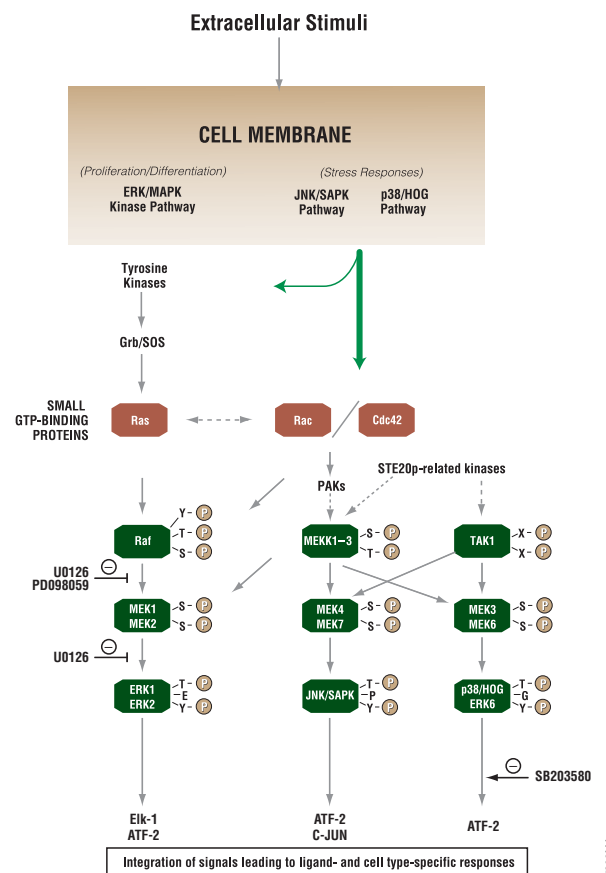 Extracellular Stimuli
CELL MEMBRANE
(Proliferation/Differentiation)
ERK/MAPK
Kinase Pathway
(Stress Responses)
JNK/SAPK
Pathway
p38/HOG
Pathway
Tyrosine
Kinases
Grb/SOS
SMALL
GTP-BINDING
PROTEINS
Ras
Rac
Cdc42
PAKs
STE20p-related kinases
Raf
Y- P
T- P
S- P
MEKK1–3
S- P
T- P
TAK1
X- P
X- P
U0126
PD098059
MEK1
MEK2
S- P
S- P
MEK4
MEK7
S- P
S- P
MEK3
MEK6
S- P
S- P
U0126
ERK1
ERK2
T- P
E
Y- P
JNK/SAPK
T- P
P
Y- P
p38/HOG
ERK6
T- P
G
Y- P
SB203580
Elk-1
ATF-2
ATF-2
C-JUN
ATF-2
Integration of signals leading to ligand- and cell type-specific responses